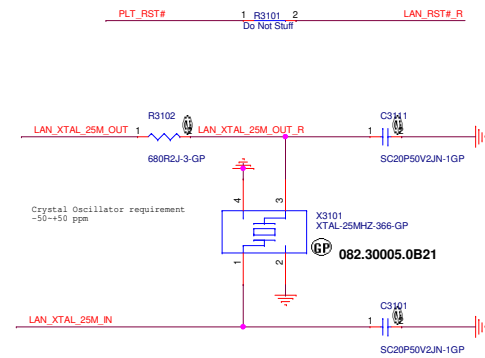 PLT_RST# 1 R3101 2 LAN_RST#_R
Do Not Stuff
R3102 C3111
LAN_XTAL_25M_OUT 1 2 LAN_XTAL_25M_OUT_R 1 2
680R2J-3-GP SC20P50V2JN-1GP
4 3
Crystal Oscillator requirement
-50~+50 ppm
X3101
XTAL-25MHZ-366-GP
GP 082.30005.0B21
1 2
C3101
LAN_XTAL_25M_IN 1 2
SC20P50V2JN-1GP